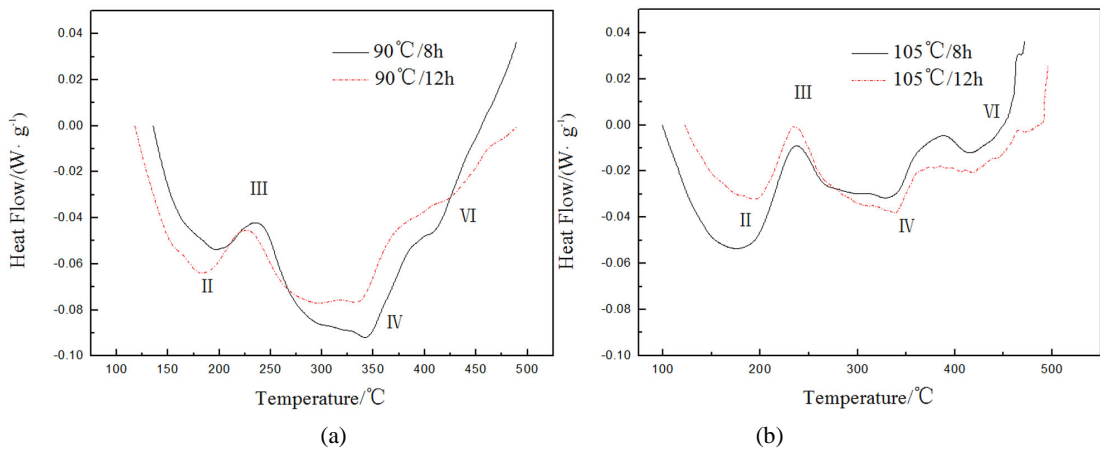 0.04
0.02
0.00
-0.02
-0.04
-0.06
-0.08
-0.10
Heat Flow/(W· g⁻¹)
90℃/8h
90℃/12h
Ⅲ
Ⅱ
Ⅵ
Ⅳ
100 150 200 250 300 350 400 450 500
Temperature/℃
(a)
0.04
0.02
0.00
-0.02
-0.04
-0.06
-0.08
-0.10
Heat Flow/(W· g⁻¹)
105℃/8h
105℃/12h
Ⅲ
Ⅵ
Ⅱ
Ⅳ
100 200 300 400 500
Temperature/℃
(b)